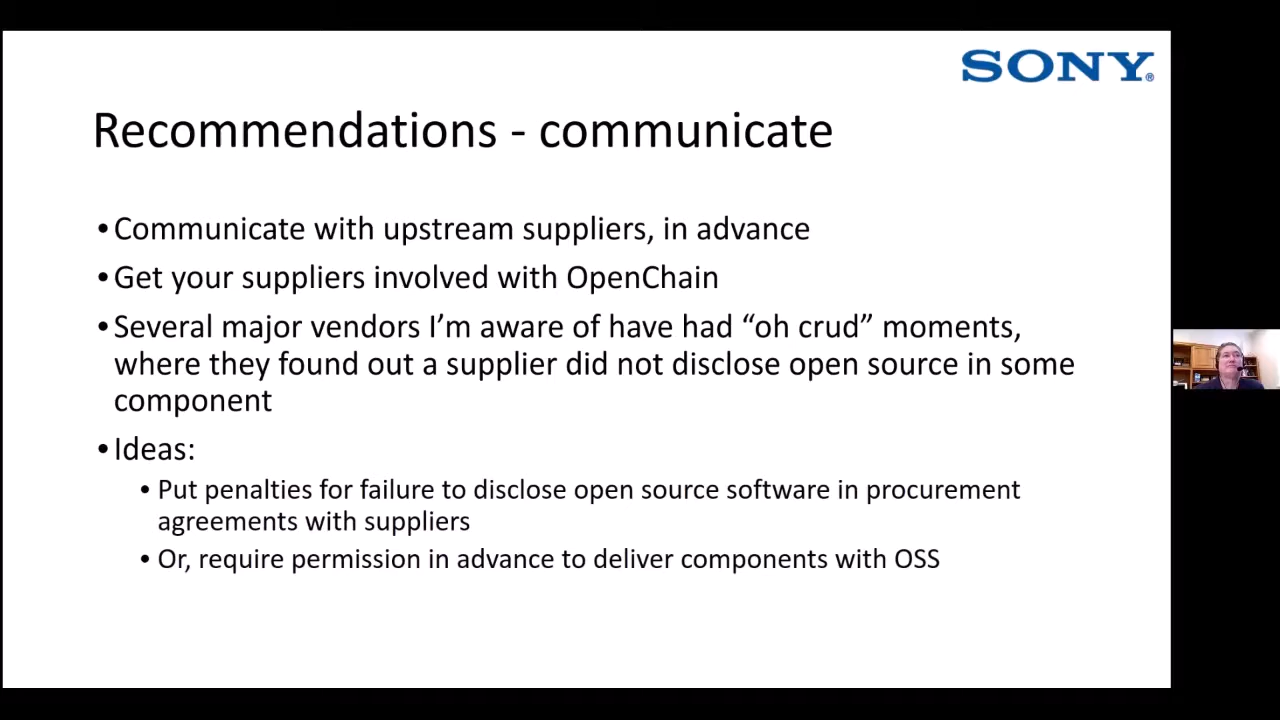 SONY®
Recommendations - communicate
• Communicate with upstream suppliers, in advance
• Get your suppliers involved with OpenChain
• Several major vendors I’m aware of have had “oh crud” moments,
where they found out a supplier did not disclose open source in some
component
• Ideas:
• Put penalties for failure to disclose open source software in procurement
agreements with suppliers
• Or, require permission in advance to deliver components with OSS